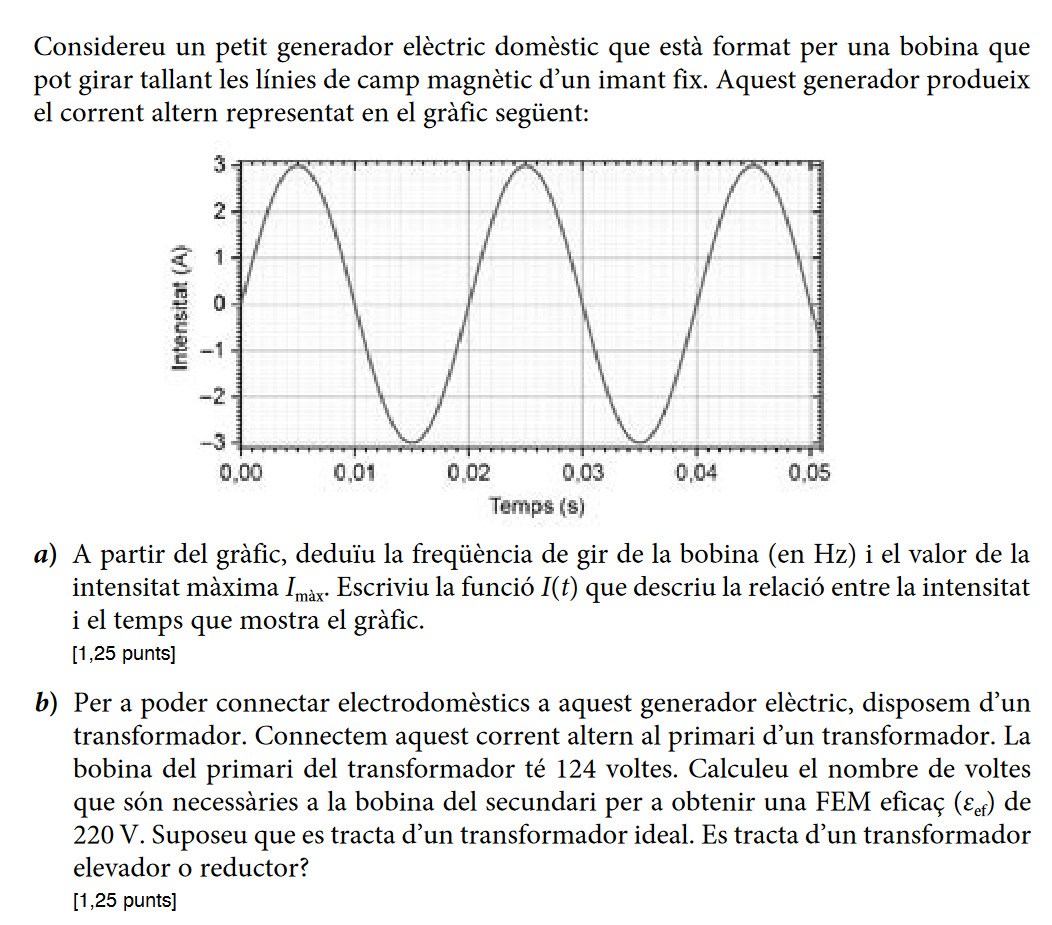 Considereu un petit generador elèctric domèstic que està format per una bobina que
pot girar tallant les línies de camp magnètic d’un imant fix. Aquest generador produeix
el corrent altern representat en el gràfic següent:
3
2
1
0
–1
–2
–3
Intensitat (A)
0,00 0,01 0,02 0,03 0,04 0,05
Temps (s)
a) A partir del gràfic, deduïu la freqüència de gir de la bobina (en Hz) i el valor de la
intensitat màxima Imàx. Escriviu la funció I(t) que descriu la relació entre la intensitat
i el temps que mostra el gràfic.
[1,25 punts]
b) Per a poder connectar electrodomèstics a aquest generador elèctric, disposem d’un
transformador. Connectem aquest corrent altern al primari d’un transformador. La
bobina del primari del transformador té 124 voltes. Calculeu el nombre de voltes
que són necessàries a la bobina del secundari per a obtenir una FEM eficaç (εef) de
220 V. Suposeu que es tracta d’un transformador ideal. Es tracta d’un transformador
elevador o reductor?
[1,25 punts]